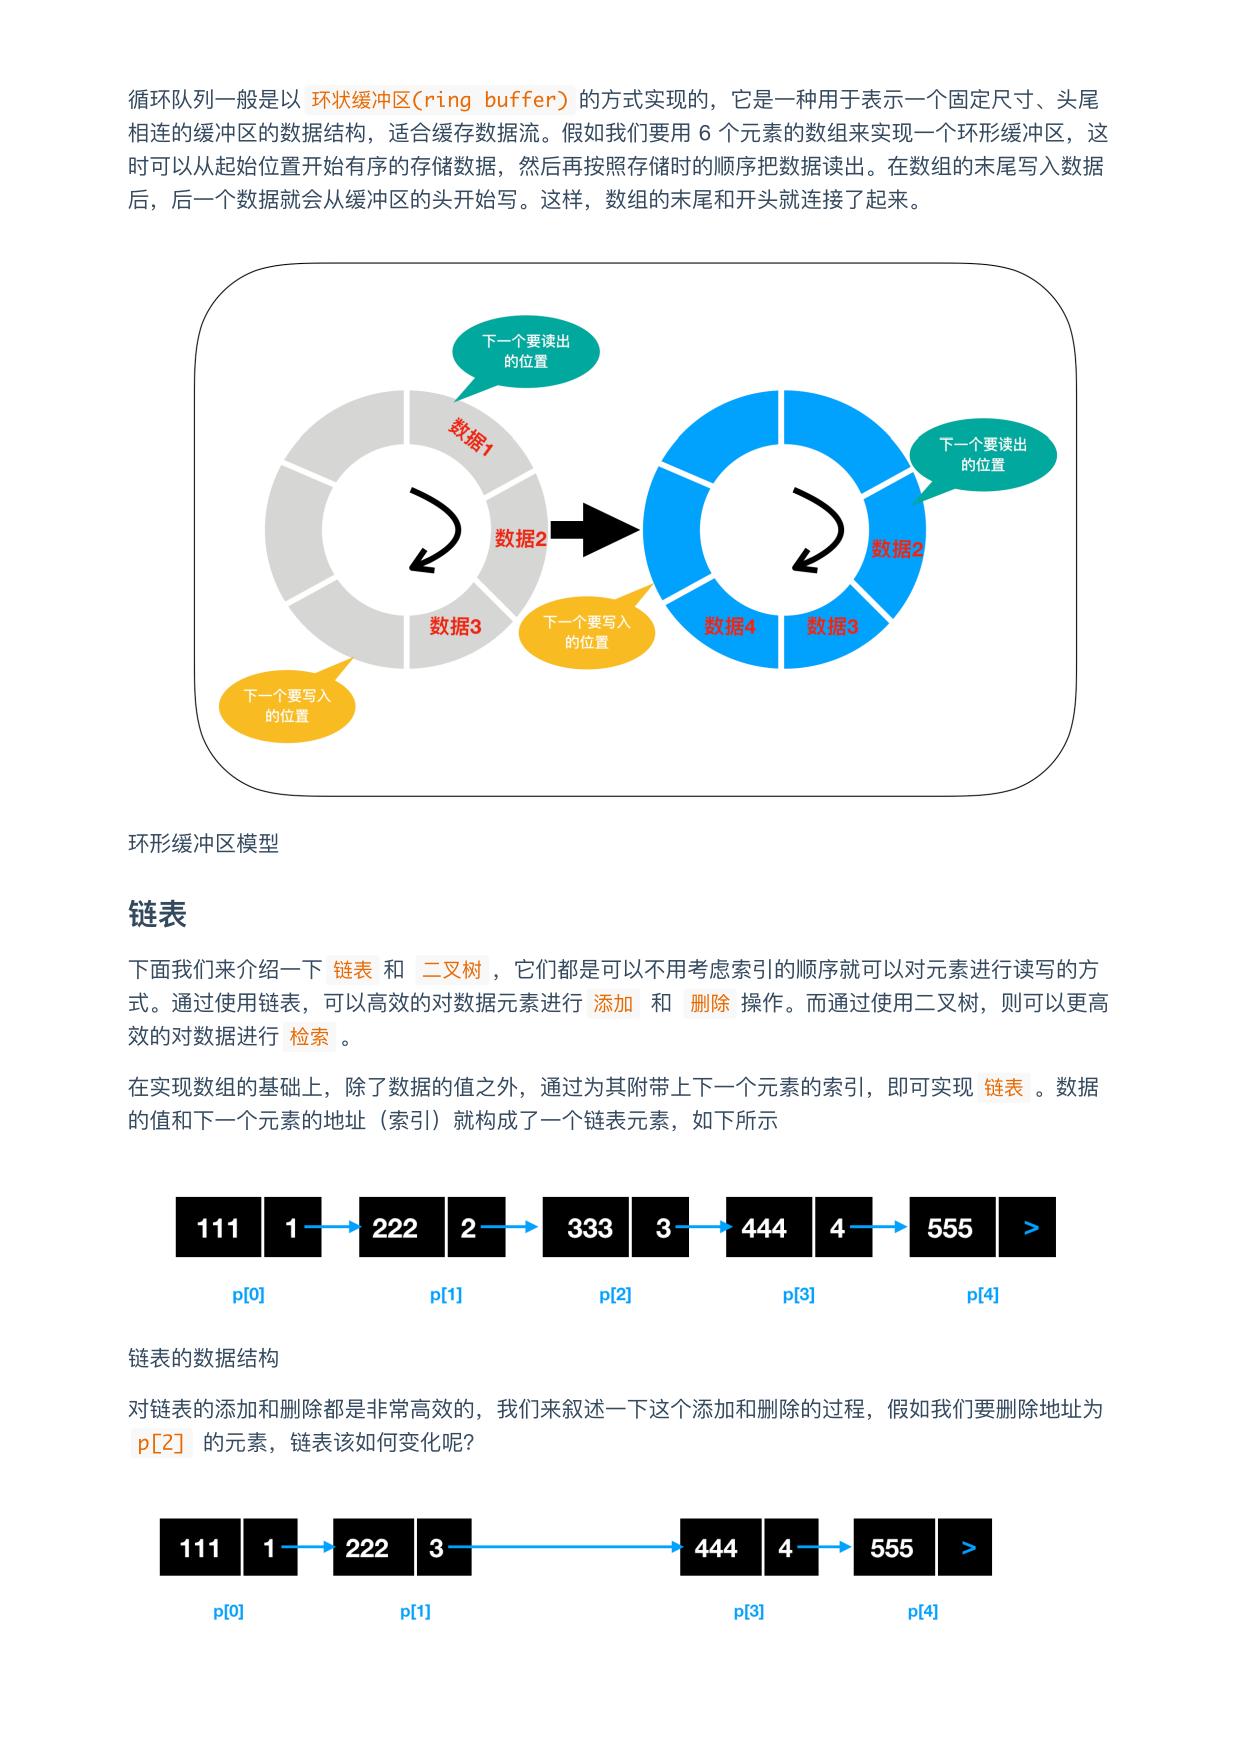 循环队列一般是以 环状缓冲区(ring buffer) 的方式实现的，它是一种用于表示一个固定尺寸、头尾
相连的缓冲区的数据结构，适合缓存数据流。假如我们要用 6 个元素的数组来实现一个环形缓冲区，这
时可以从起始位置开始有序的存储数据，然后再按照存储时的顺序把数据读出。在数组的末尾写入数据
后，后一个数据就会从缓冲区的头开始写。这样，数组的末尾和开头就连接了起来。
下一个要读出
的位置
数据1
数据2
数据3
下一个要写入
的位置
下一个要读出
的位置
数据2
数据3
数据4
下一个要写入
的位置
环形缓冲区模型
链表
下面我们来介绍一下 链表 和 二叉树 ，它们都是可以不用考虑索引的顺序就可以对元素进行读写的方
式。通过使用链表，可以高效的对数据元素进行 添加 和 删除 操作。而通过使用二叉树，则可以更高
效的对数据进行 检索 。
在实现数组的基础上，除了数据的值之外，通过为其附带上下一个元素的索引，即可实现 链表 。数据
的值和下一个元素的地址（索引）就构成了一个链表元素，如下所示
111 1 222 2 333 3 444 4 555 >
p[0] p[1] p[2] p[3] p[4]
链表的数据结构
对链表的添加和删除都是非常高效的，我们来叙述一下这个添加和删除的过程，假如我们要删除地址为
p[2] 的元素，链表该如何变化呢？
111 1 222 3 444 4 555 >
p[0] p[1] p[3] p[4]